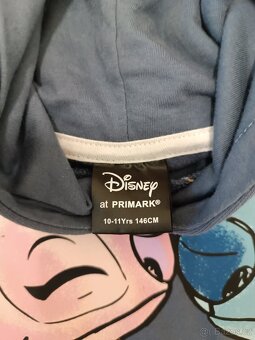 Disney
at PRIMARK®
10-11Yrs 146CM